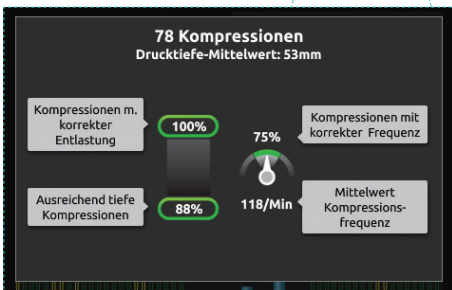 78 Kompressionen
Drucktiefe-Mittelwert: 53mm
Kompressionen m.
korrekter
Entlastung
100%
75%
Kompressionen mit
korrekter Frequenz
Ausreichend tiefe
Kompressionen
88%
118/Min
Mittelwert
Kompressions-
frequenz